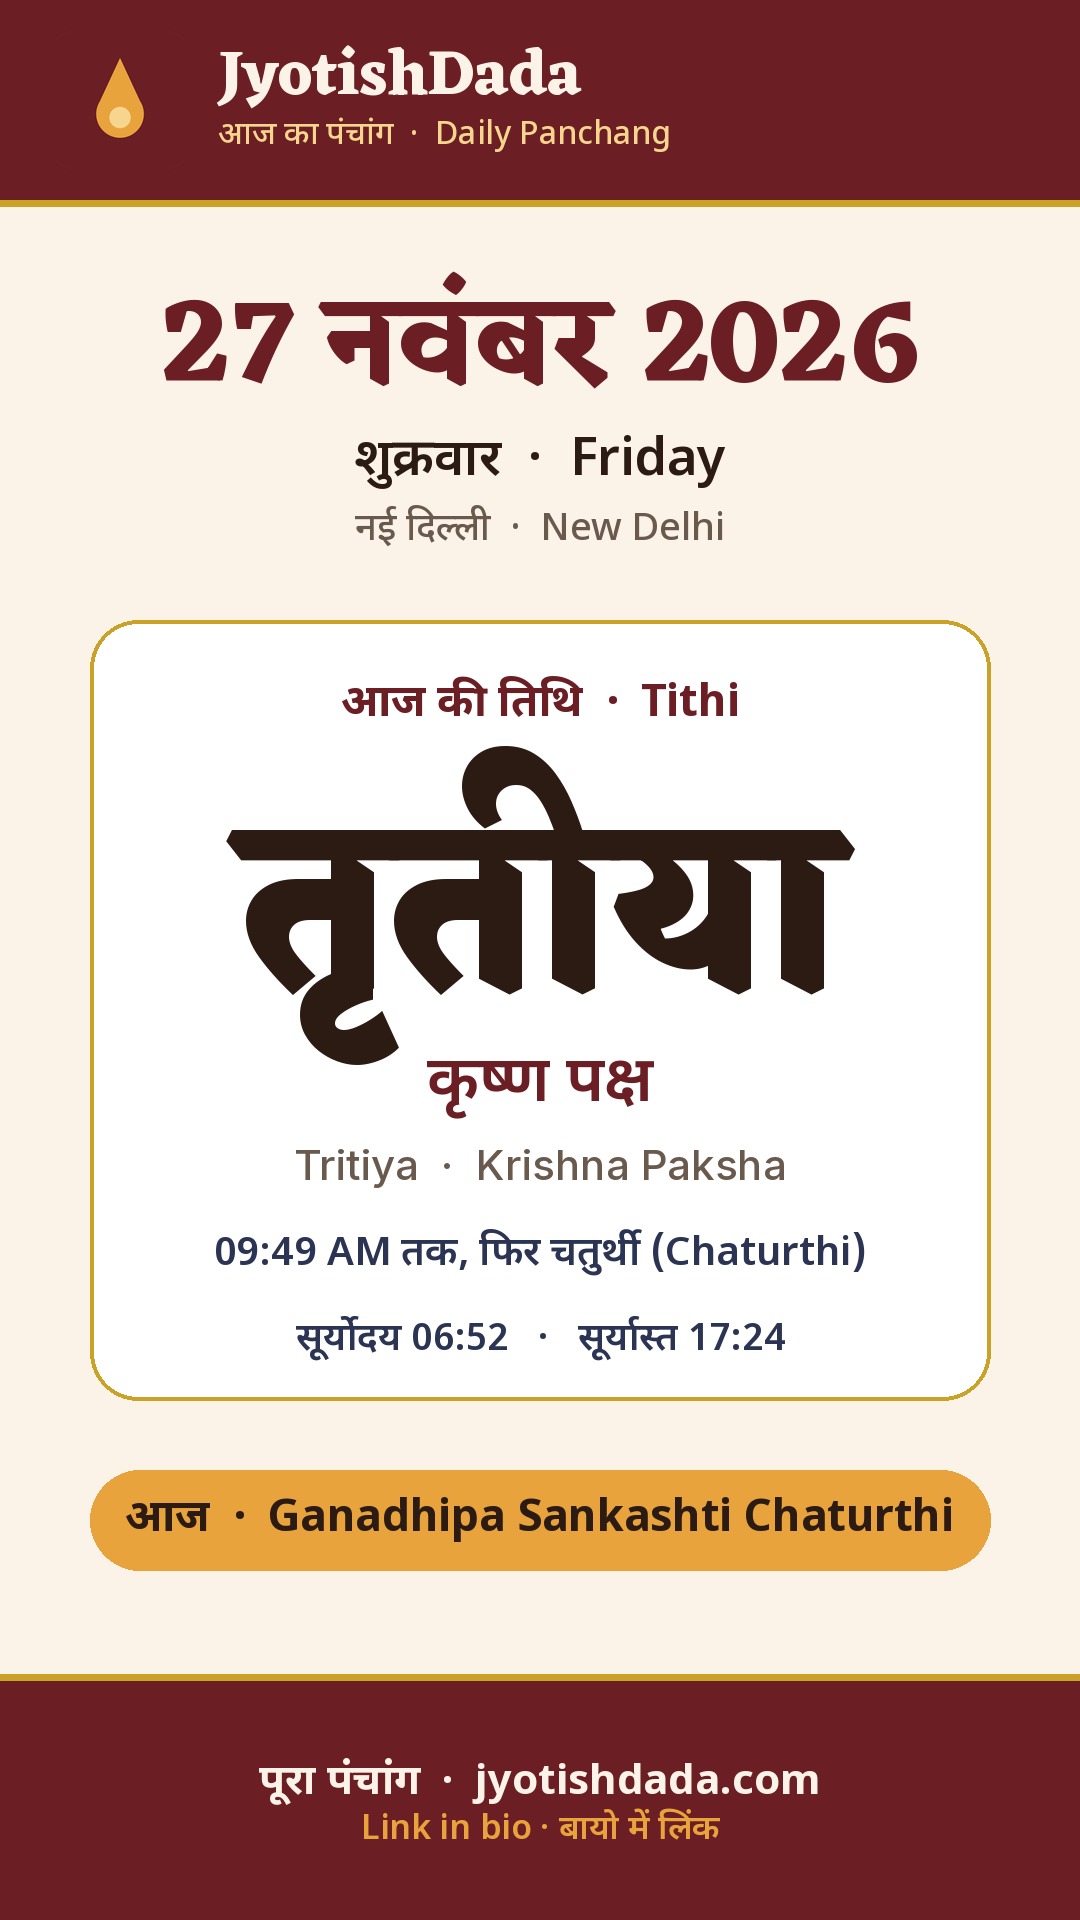 JyotishDada
आज का पंचांग · Daily Panchang
27 नवंबर 2026
शुक्रवार · Friday
नई दिल्ली · New Delhi
आज की तिथि · Tithi
तृतीया
कृष्ण पक्ष
Tritiya · Krishna Paksha
09:49 AM तक, फिर चतुर्थी (Chaturthi)
सूर्योदय 06:52 · सूर्यास्त 17:24
आज · Ganadhipa Sankashti Chaturthi
पूरा पंचांग · jyotishdada.com
Link in bio · बायो में लिंक